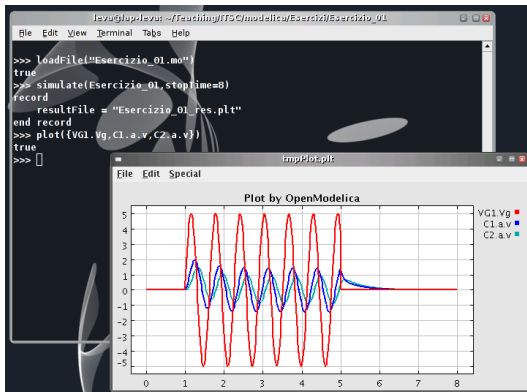 leva@lap-leva: ~/Teaching/ITSC/modelica/Esercizi/Esercizio_01
File Edit View Terminal Tabs Help
>>> loadFile("Esercizio_01.mo")
true
>>> simulate(Esercizio_01,stopTime=8)
record
resultFile = "Esercizio_01_res.plt"
end record
>>> plot({VG1.Vg,C1.a.v,C2.a.v})
true
>>>
tmpPlot.plt
File Edit Special
Plot by OpenModelica
VG1.Vg
C1.a.v
C2.a.v
5
4
3
2
1
0
−1
−2
−3
−4
−5
0 1 2 3 4 5 6 7 8